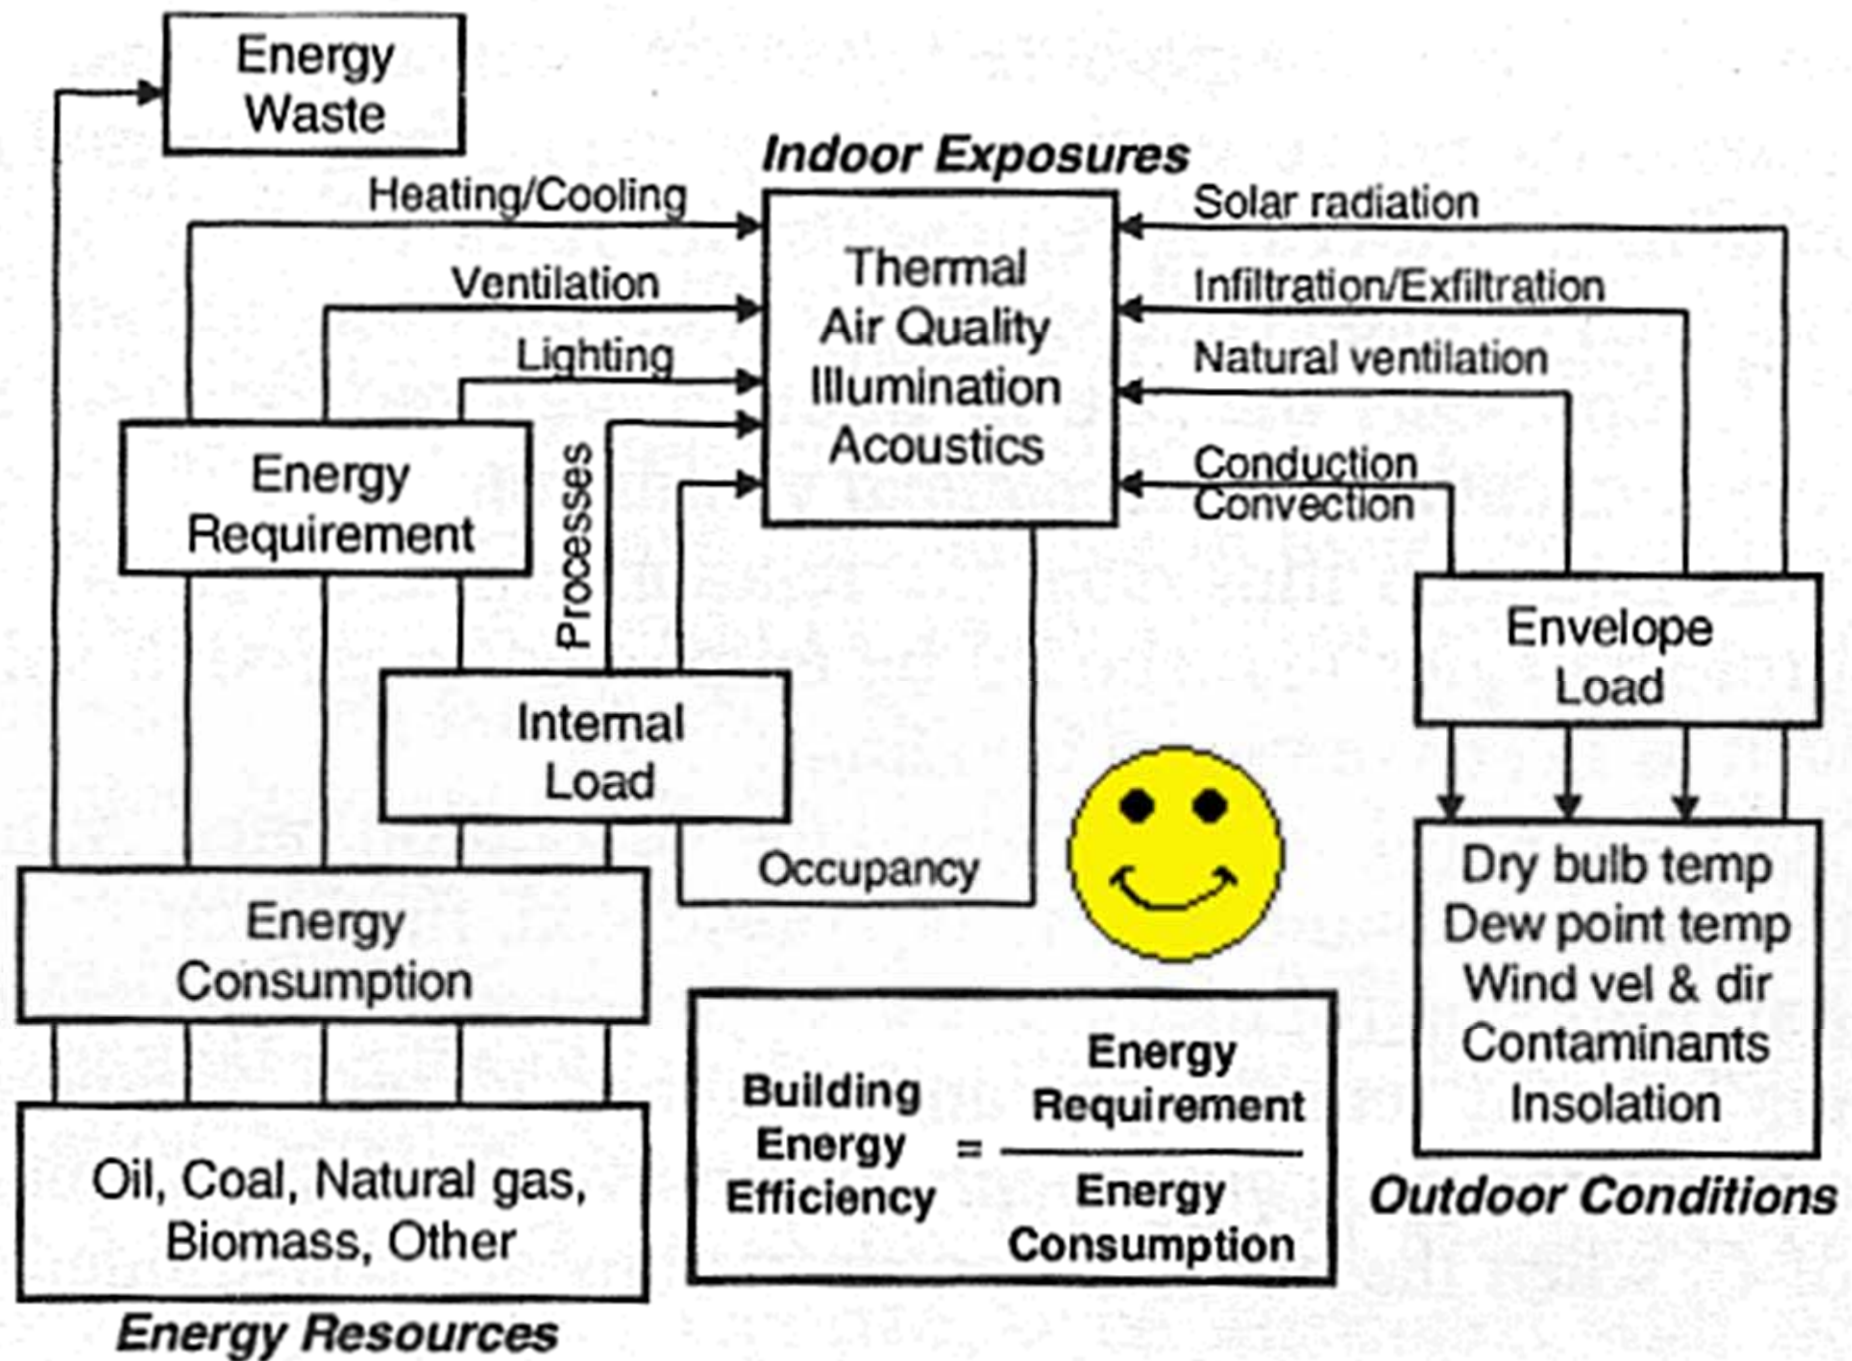 Energy
Waste
Indoor Exposures
Heating/Cooling
Ventilation
Lighting
Processes
Thermal
Air Quality
Illumination
Acoustics
Solar radiation
Infiltration/Exfiltration
Natural ventilation
Conduction
Convection
Energy
Requirement
Internal
Load
Envelope
Load
Occupancy
Energy
Consumption
Dry bulb temp
Dew point temp
Wind vel & dir
Contaminants
Insolation
Outdoor Conditions
Building
Energy
Efficiency
=
Energy
Requirement
Energy
Consumption
Oil, Coal, Natural gas,
Biomass, Other
Energy Resources